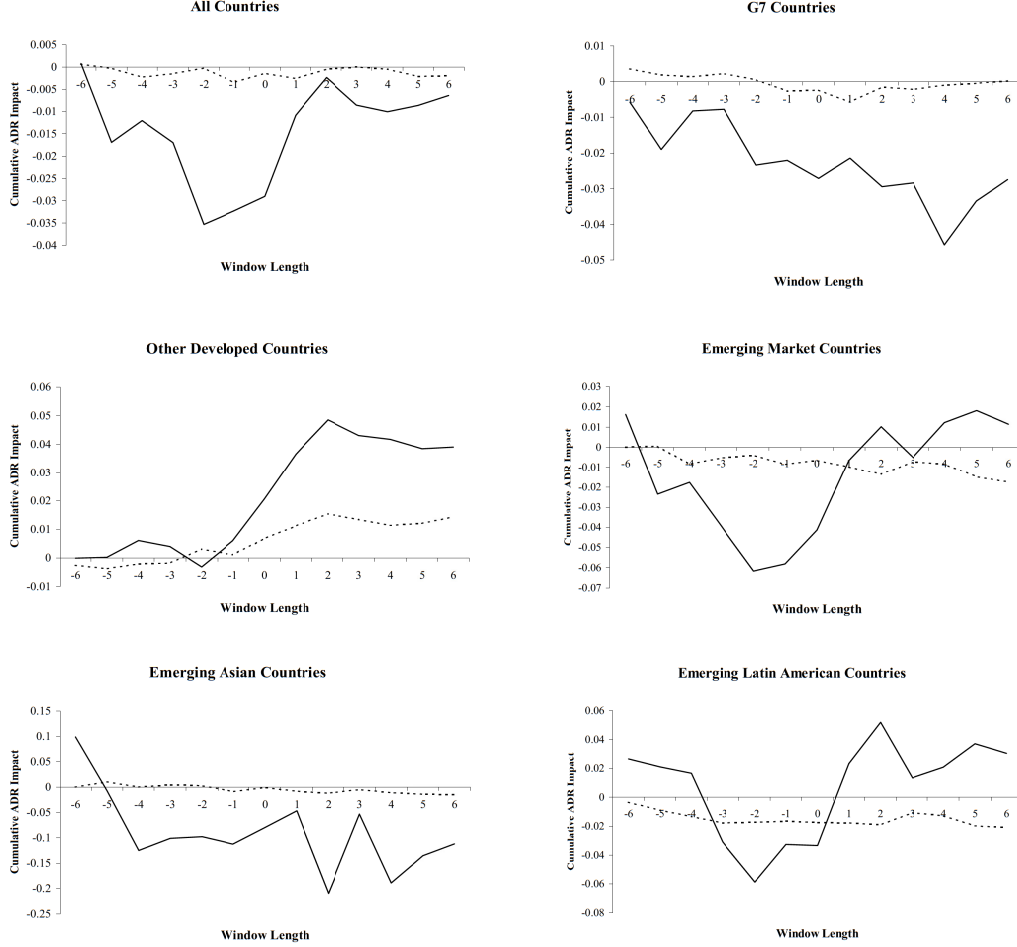 All Countries
0.005
0
-0.005
-0.01
-0.015
-0.02
-0.025
-0.03
-0.035
-0.04
-6 -5 -4 -3 -2 -1 0 1 2 3 4 5 6
Cumulative ADR Impact
Window Length
G7 Countries
0.01
0
-0.01
-0.02
-0.03
-0.04
-0.05
-6 -5 -4 -3 -2 -1 0 1 2 3 4 5 6
Cumulative ADR Impact
Window Length
Other Developed Countries
0.06
0.05
0.04
0.03
0.02
0.01
0
-0.01
-6 -5 -4 -3 -2 -1 0 1 2 3 4 5 6
Cumulative ADR Impact
Window Length
Emerging Market Countries
0.03
0.02
0.01
0
-0.01
-0.02
-0.03
-0.04
-0.05
-0.06
-0.07
-6 -5 -4 -3 -2 -1 0 1 2 3 4 5 6
Cumulative ADR Impact
Window Length
Emerging Asian Countries
0.15
0.1
0.05
0
-0.05
-0.1
-0.15
-0.2
-0.25
-6 -5 -4 -3 -2 -1 0 1 2 3 4 5 6
Cumulative ADR Impact
Window Length
Emerging Latin American Countries
0.06
0.04
0.02
0
-0.02
-0.04
-0.06
-0.08
-6 -5 -4 -3 -2 -1 0 1 2 3 4 5 6
Cumulative ADR Impact
Window Length